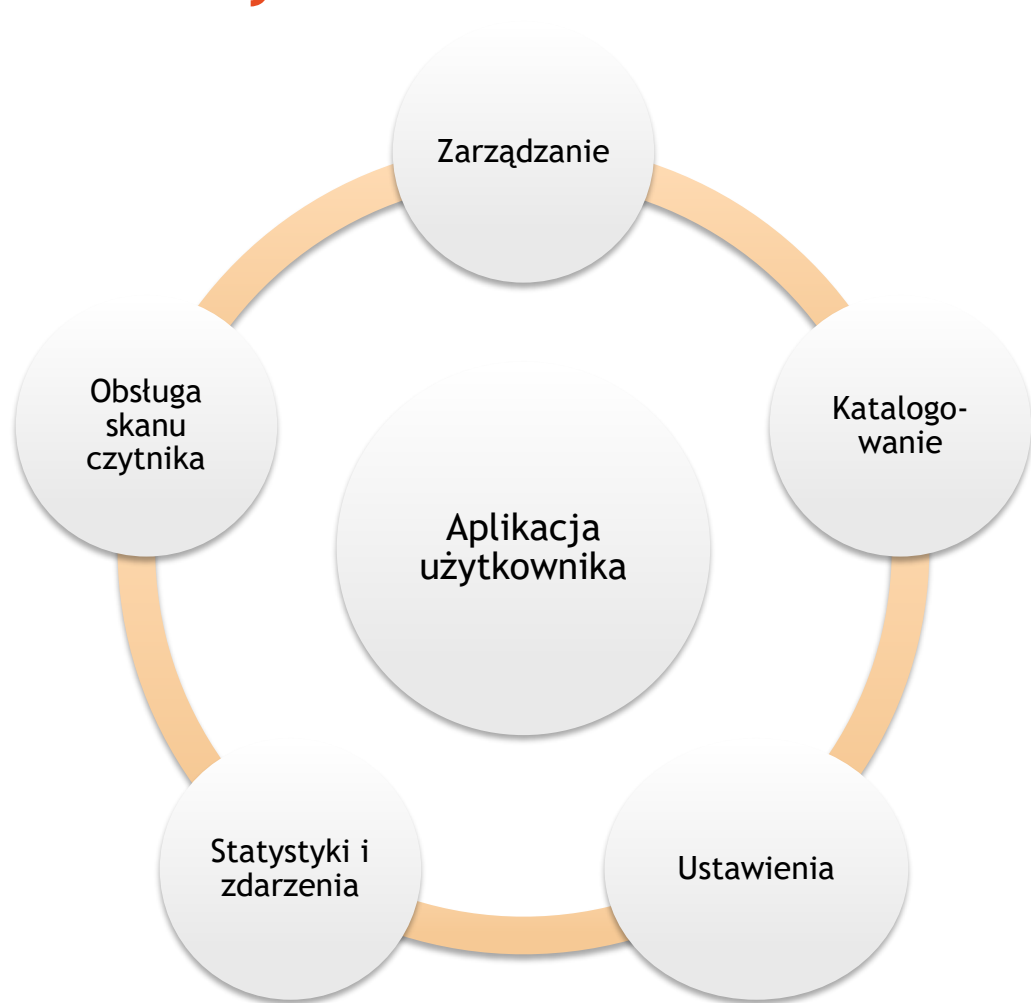 Zarządzanie
Obsługa
skanu
czytnika
Katalogo-
wanie
Aplikacja
użytkownika
Statystyki i
zdarzenia
Ustawienia